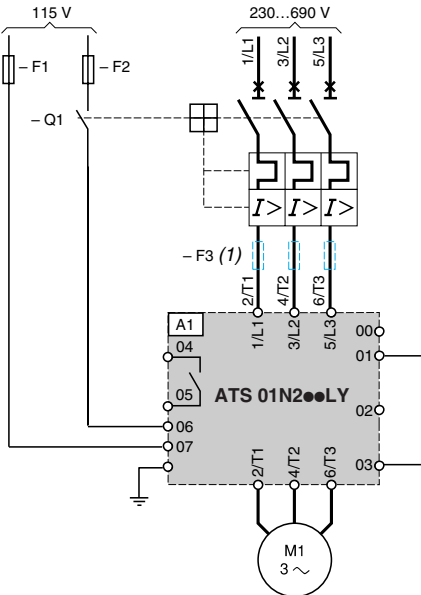 115 V
230...690 V
– F1
– F2
1/L1
3/L2
5/L3
– Q1
I>
I>
I>
– F3 (1)
2/T1
4/T2
6/T3
A1
1/L1
3/L2
5/L3
00
04
01
05
ATS 01N2●●LY
02
06
07
03
2/T1
4/T2
6/T3
M1
3 ~